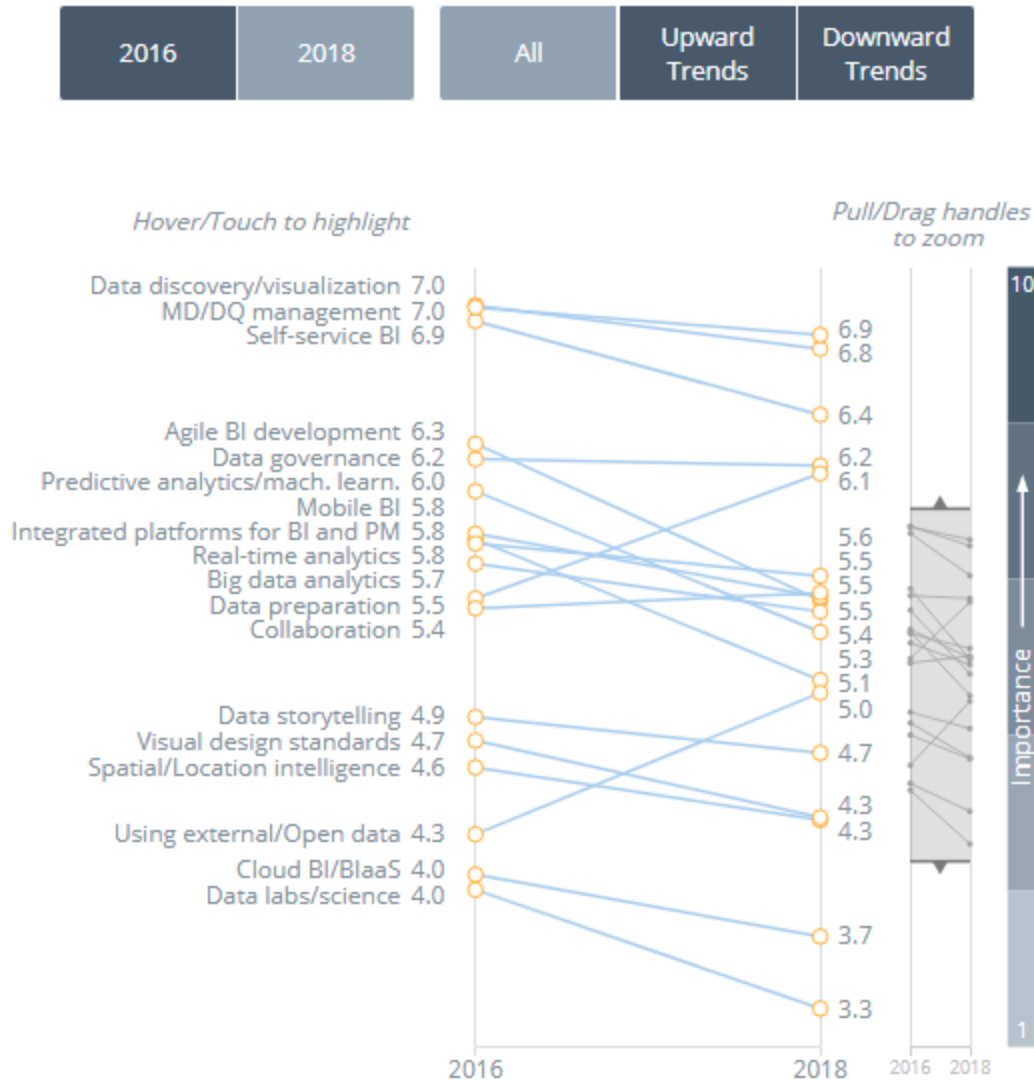 2016 2018 All Upward Trends Downward Trends
Hover/Touch to highlight
Pull/Drag handles
to zoom
Data discovery/visualization 7.0
MD/DQ management 7.0
Self-service BI 6.9
Agile BI development 6.3
Data governance 6.2
Predictive analytics/mach. learn. 6.0
Mobile BI 5.8
Integrated platforms for BI and PM 5.8
Real-time analytics 5.8
Big data analytics 5.7
Data preparation 5.5
Collaboration 5.4
Data storytelling 4.9
Visual design standards 4.7
Spatial/Location intelligence 4.6
Using external/Open data 4.3
Cloud BI/BIaaS 4.0
Data labs/science 4.0
6.9
6.8
6.4
6.2
6.1
5.6
5.5
5.5
5.5
5.4
5.3
5.1
5.0
4.7
4.3
4.3
3.7
3.3
2016 2018
2016 2018
10
Importance
1